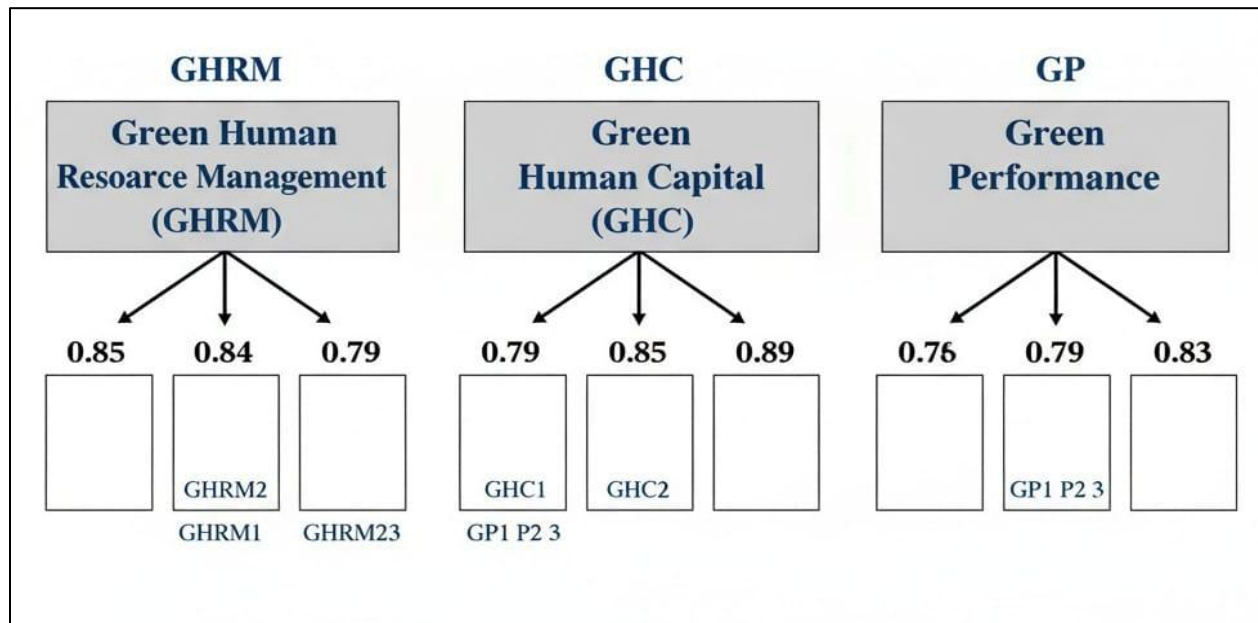 GHRM
GHC
GP
Green Human
Resoarce Management
(GHRM)
Green
Human Capital
(GHC)
Green
Performance
0.85
0.84
0.79
0.79
0.85
0.89
0.76
0.79
0.83
GHRM2
GHC1
GHC2
GP1 P2 3
GHRM1
GHRM23
GP1 P2 3